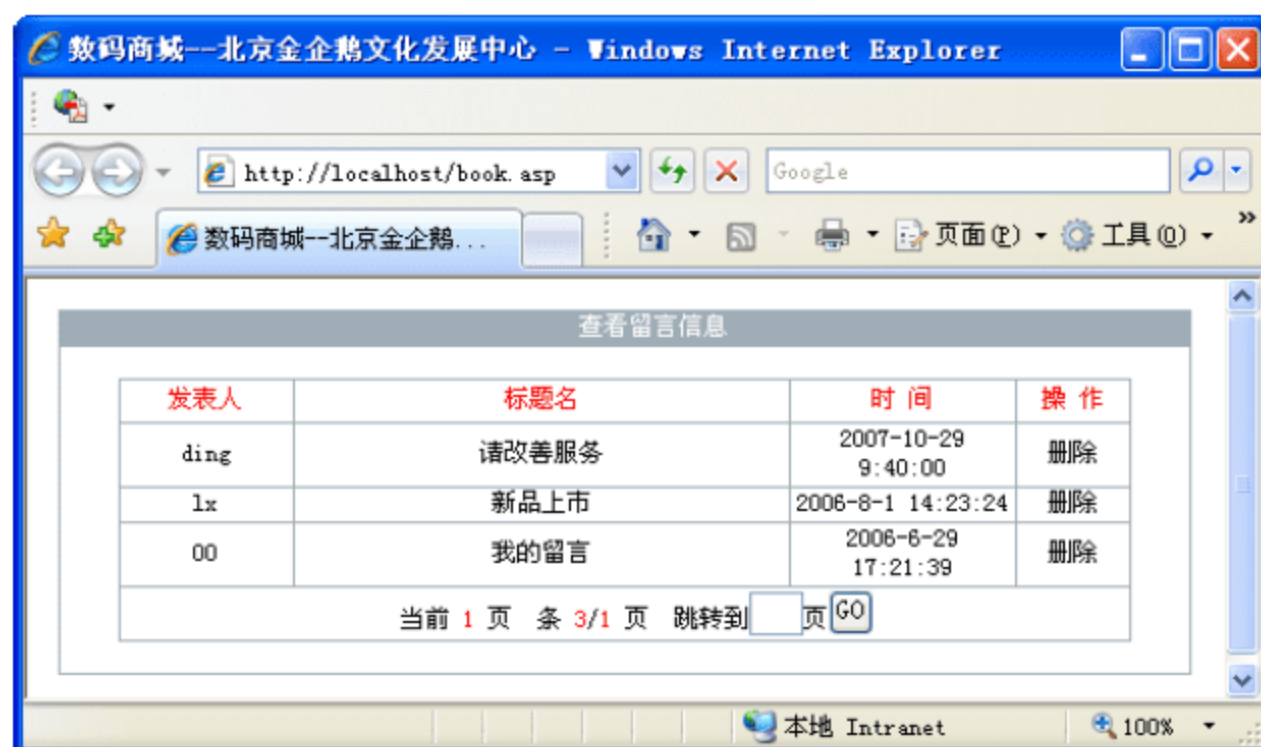 数码商城--北京金企鹅文化发展中心 - Windows Internet Explorer
http://localhost/book.asp
Google
数码商城--北京金企鹅...
页面(P)
工具(O)
»
查看留言信息
发表人 标题名 时 间 操 作
ding 请改善服务 2007-10-29 9:40:00 删除
lx 新品上市 2006-8-1 14:23:24 删除
00 我的留言 2006-6-29 17:21:39 删除
当前 1 页 条 3/1 页 跳转到 页 GO
本地 Intranet
100%